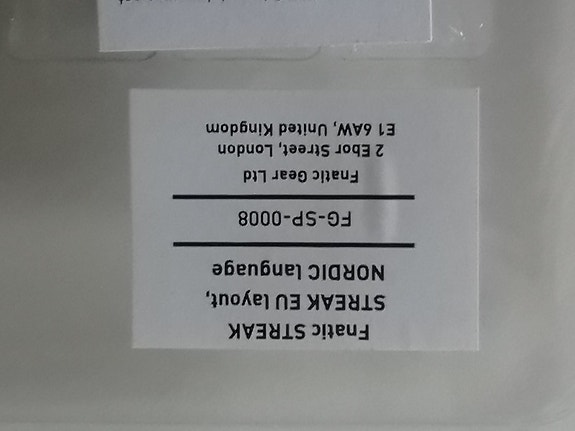 Fnatic STREAK
STREAK EU layout,
NORDIC language
FG-SP-0008
Fnatic Gear Ltd
2 Ebor Street, London
E1 6AW, United Kingdom